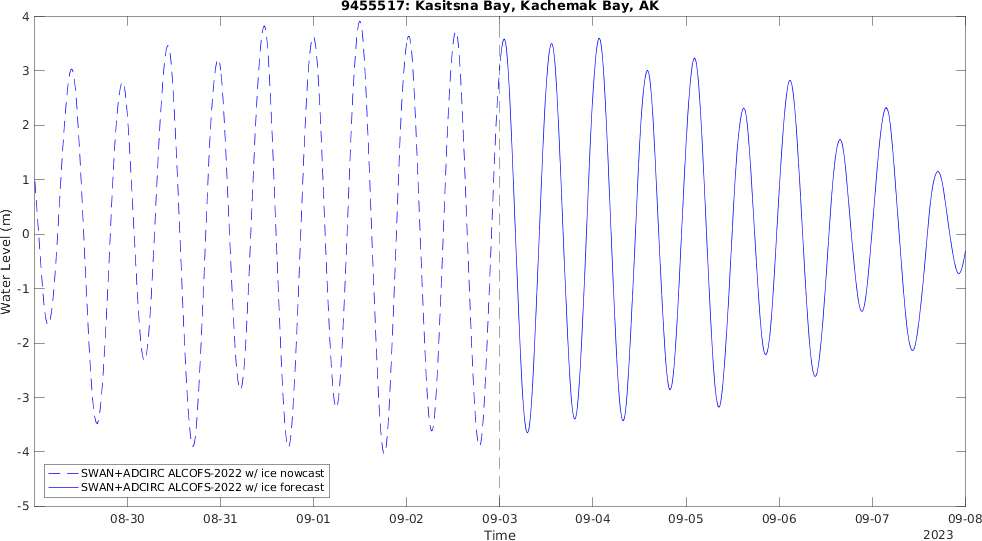 9455517: Kasitsna Bay, Kachemak Bay, AK
4
3
2
1
0
-1
-2
-3
-4
-5
Water Level (m)
SWAN+ADCIRC ALCOFS-2022 w/ ice nowcast
SWAN+ADCIRC ALCOFS-2022 w/ ice forecast
08-30 08-31 09-01 09-02 09-03 09-04 09-05 09-06 09-07 09-08
Time
2023